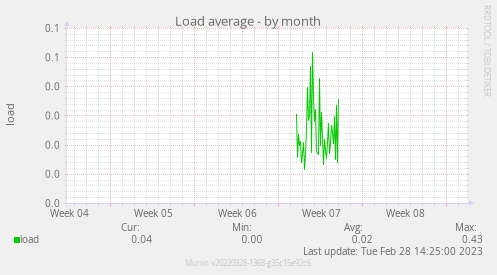 Load average - by month
RRDTOOL / TOBI OETIKER
load
0.1
0.1
0.0
0.0
0.0
0.0
0.0
Week 04 Week 05 Week 06 Week 07 Week 08
Cur: Min: Avg: Max:
load 0.04 0.00 0.02 0.43
Last update: Tue Feb 28 14:25:00 2023
Munin v20220328-1368-g35c15e92c6